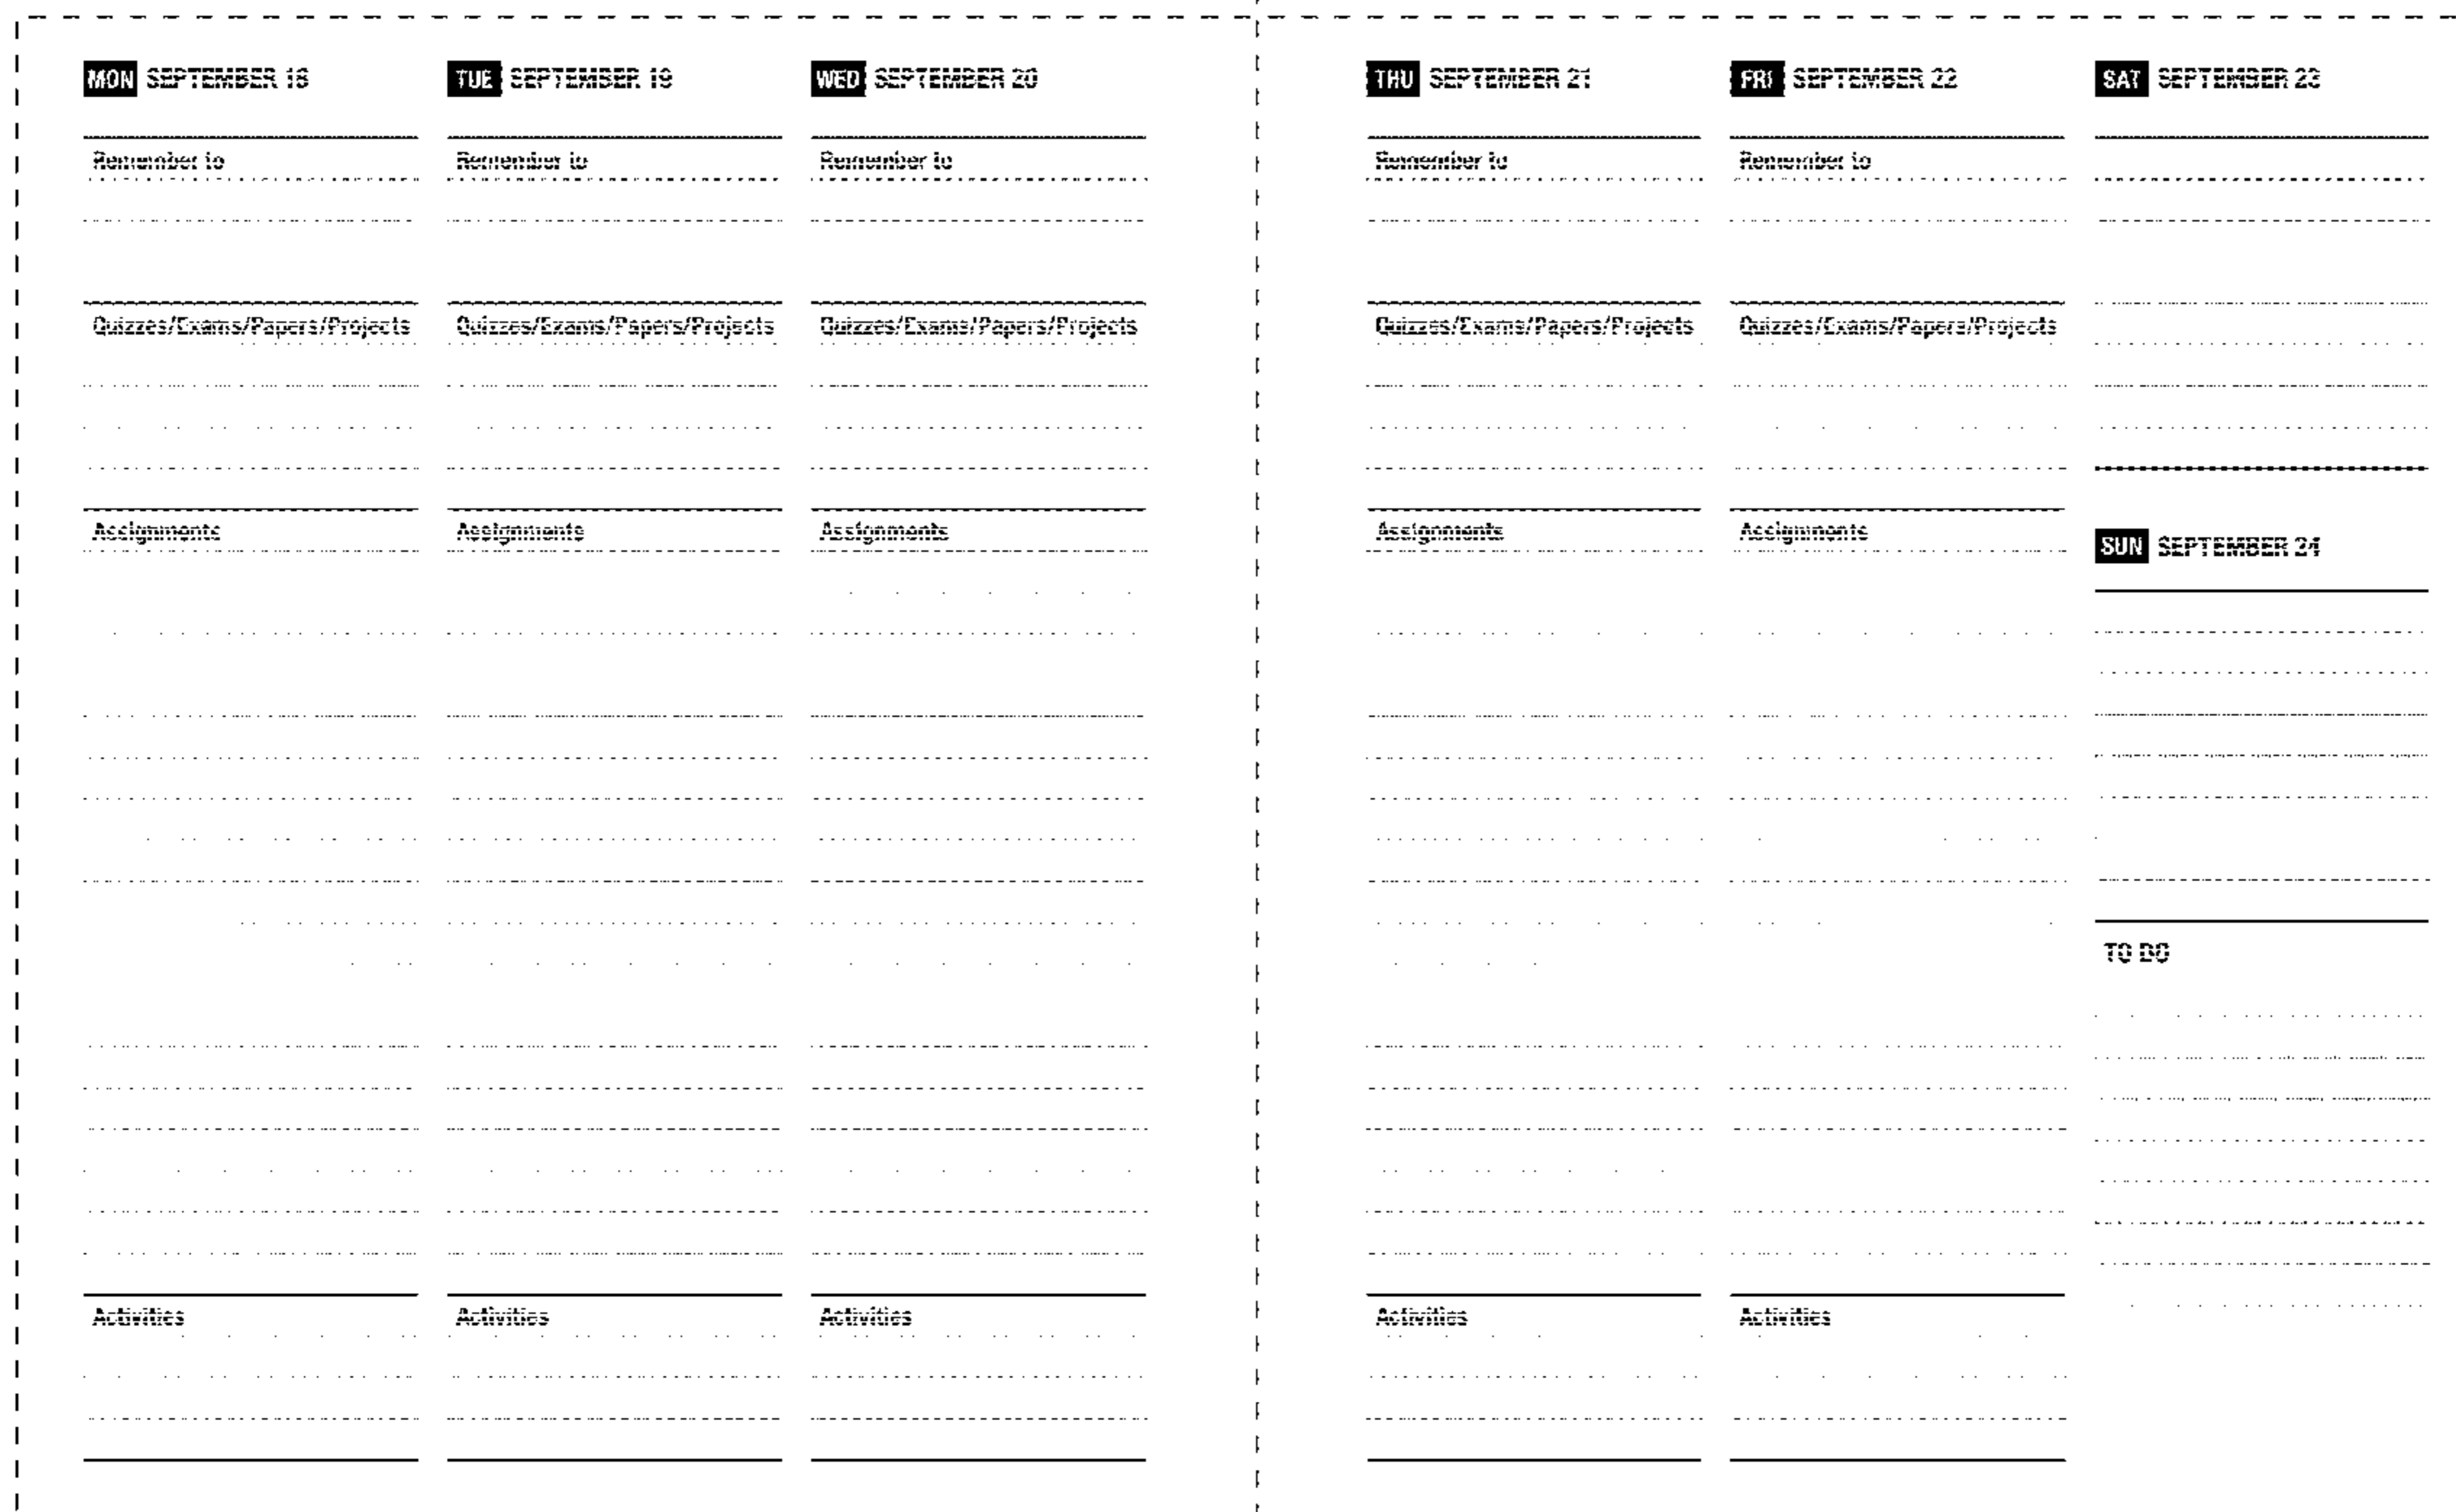 MON SEPTEMBER 18
Remember to
Quizzes/Exams/Papers/Projects
Assignments
Activities
TUE SEPTEMBER 19
Remember to
Quizzes/Exams/Papers/Projects
Assignments
Activities
WED SEPTEMBER 20
Remember to
Quizzes/Exams/Papers/Projects
Assignments
Activities
THU SEPTEMBER 21
Remember to
Quizzes/Exams/Papers/Projects
Assignments
Activities
FRI SEPTEMBER 22
Remember to
Quizzes/Exams/Papers/Projects
Assignments
Activities
SAT SEPTEMBER 23
SUN SEPTEMBER 24
TO DO